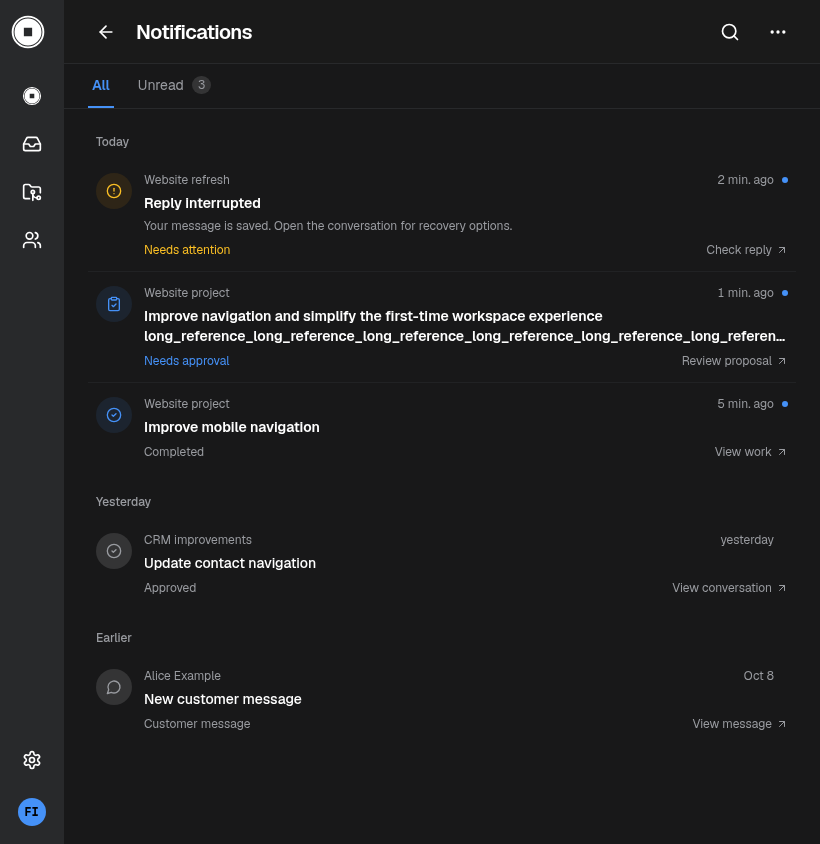 Notifications
All
Unread 3
Today
Website refresh
2 min. ago
Reply interrupted
Your message is saved. Open the conversation for recovery options.
Needs attention
Check reply
Website project
1 min. ago
Improve navigation and simplify the first-time workspace experience
long_reference_long_reference_long_reference_long_reference_long_reference_long_referen...
Needs approval
Review proposal
Website project
5 min. ago
Improve mobile navigation
Completed
View work
Yesterday
CRM improvements
yesterday
Update contact navigation
Approved
View conversation
Earlier
Alice Example
Oct 8
New customer message
Customer message
View message
FI